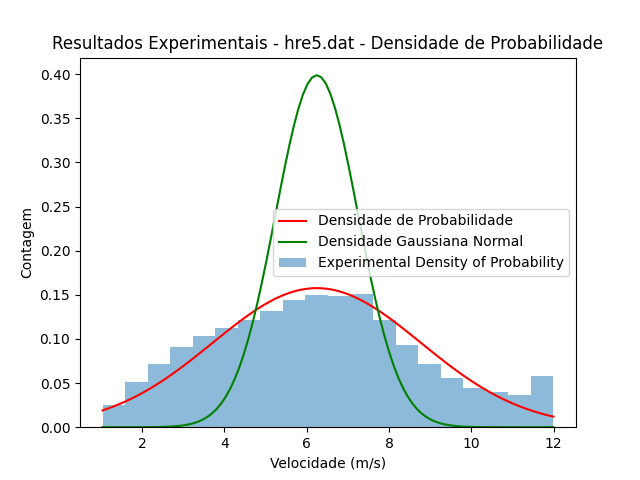 Resultados Experimentais - hre5.dat - Densidade de Probabilidade
0.40
0.35
0.30
0.25
0.20
0.15
0.10
0.05
0.00
Contagem
Densidade de Probabilidade
Densidade Gaussiana Normal
Experimental Density of Probability
2 4 6 8 10 12
Velocidade (m/s)